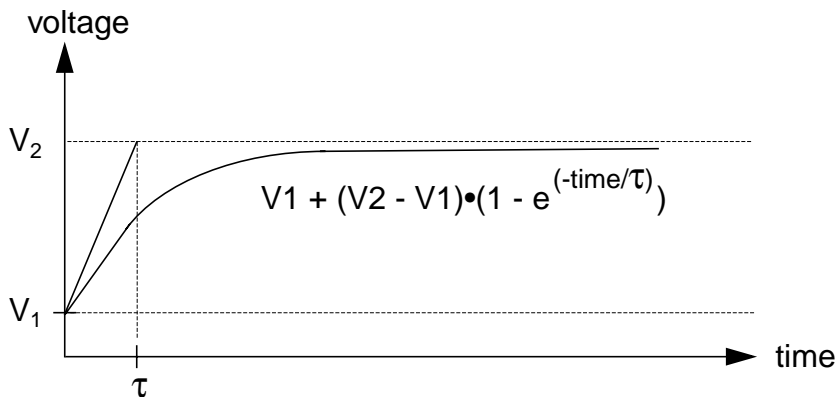 voltage
V₂
V1 + (V2 - V1)•(1 - e^(-time/τ))
V₁
time
τ